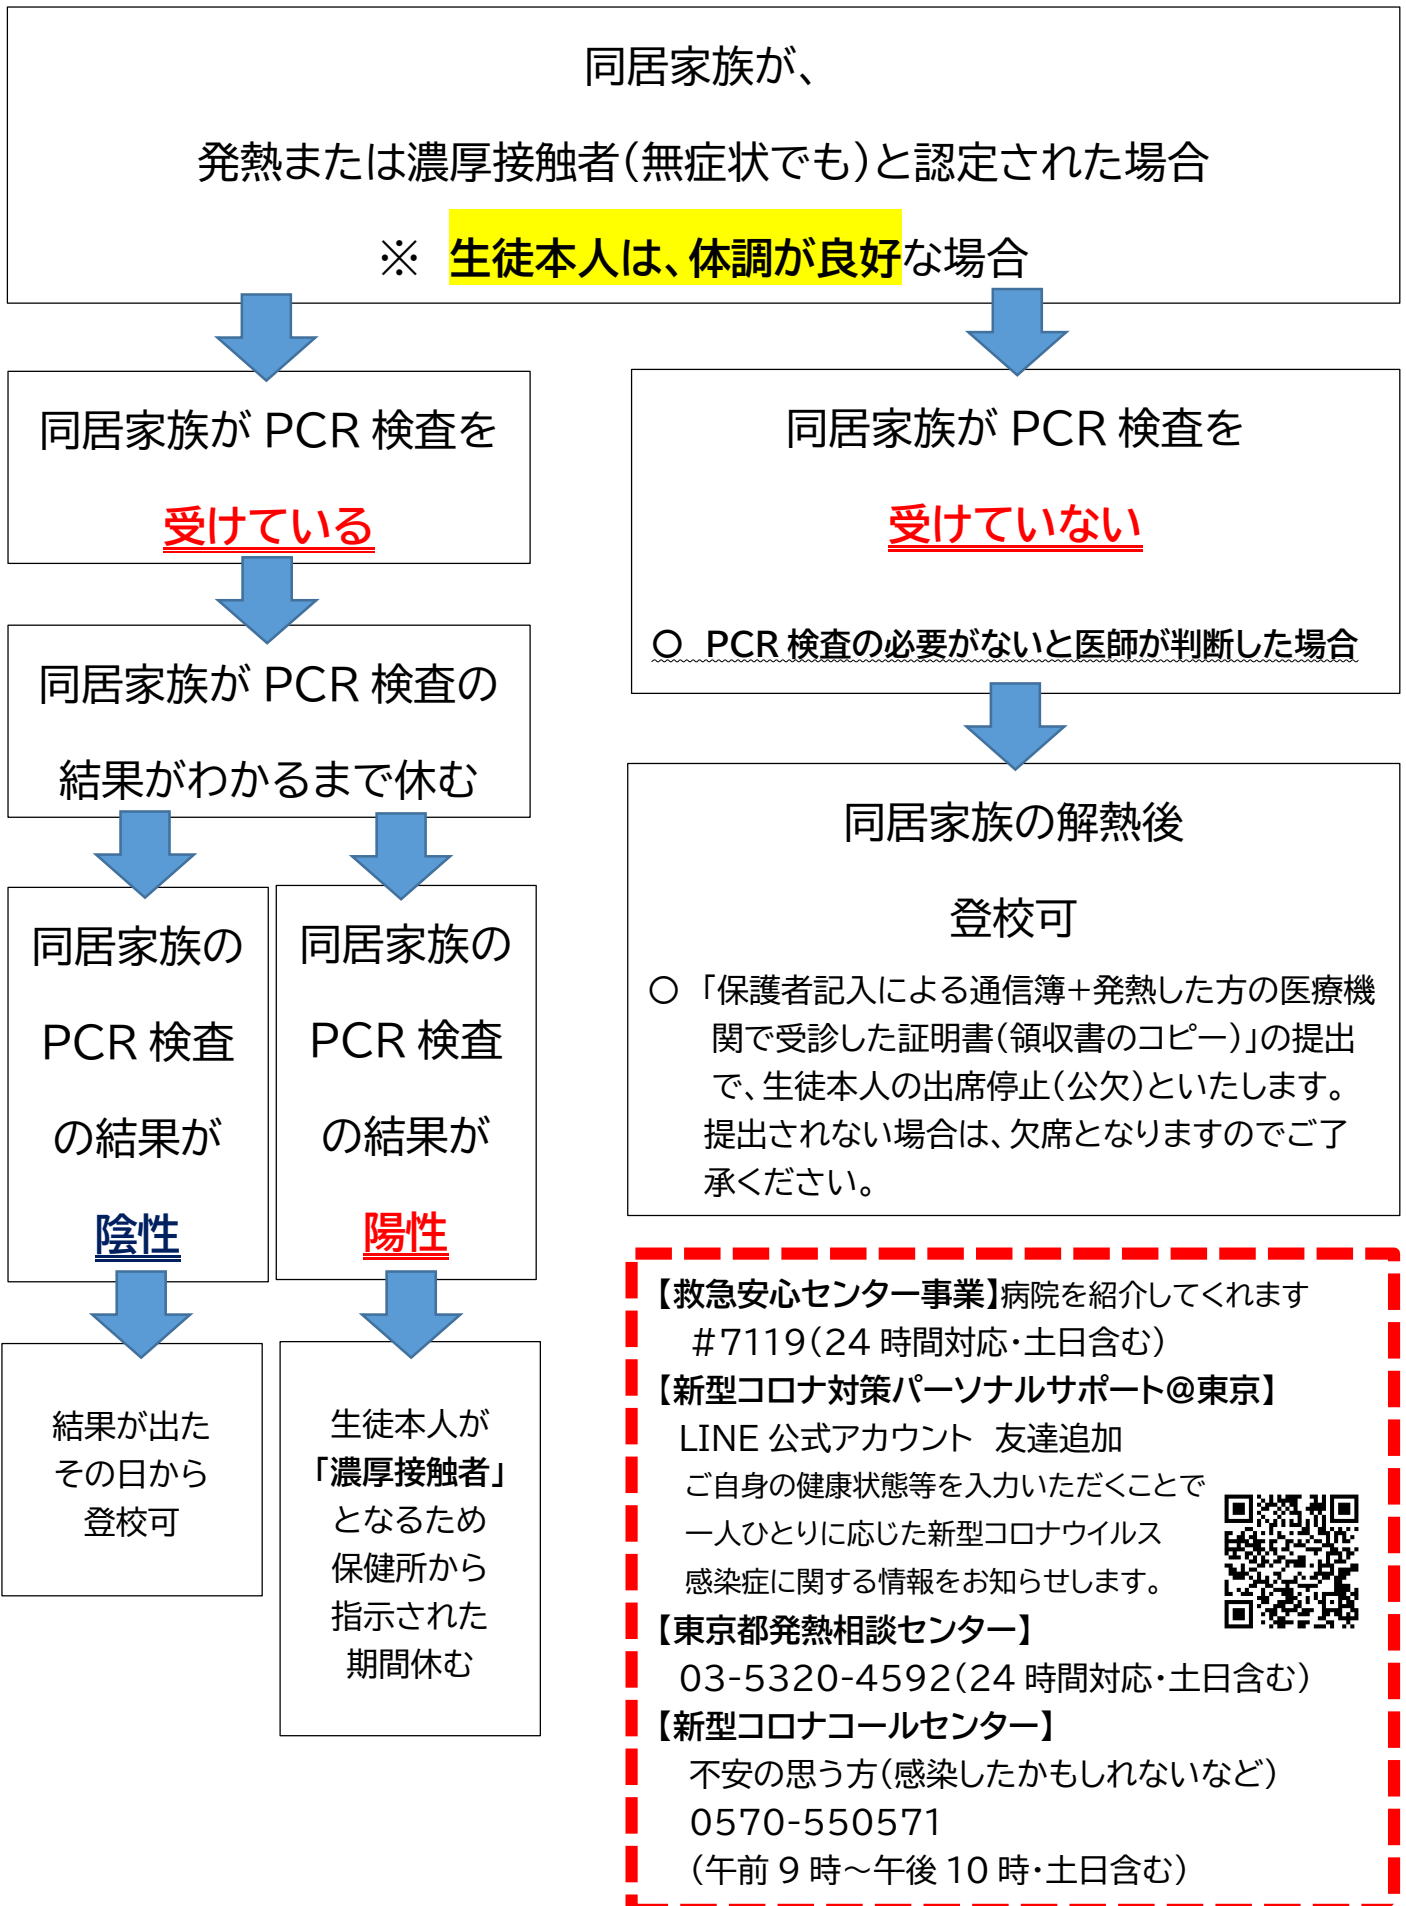 同居家族が、
発熱または濃厚接触者(無症状でも)と認定された場合
※ 生徒本人は、体調が良好な場合
同居家族が PCR 検査を
受けている
同居家族が PCR 検査の
結果がわかるまで休む
同居家族の
PCR 検査
の結果が
陰性
結果が出た
その日から
登校可
同居家族の
PCR 検査
の結果が
陽性
生徒本人が
「濃厚接触者」
となるため
保健所から
指示された
期間休む
同居家族が PCR 検査を
受けていない
○ PCR 検査の必要がないと医師が判断した場合
同居家族の解熱後
登校可
○ 「保護者記入による通信簿+発熱した方の医療機
関で受診した証明書(領収書のコピー)」の提出
で、生徒本人の出席停止(公欠)といたします。
提出されない場合は、欠席となりますのでご了
承ください。
【救急安心センター事業】病院を紹介してくれます
#7119(24 時間対応・土日含む)
【新型コロナ対策パーソナルサポート@東京】
LINE 公式アカウント 友達追加
ご自身の健康状態等を入力いただくことで
一人ひとりに応じた新型コロナウイルス
感染症に関する情報をお知らせします。
【東京都発熱相談センター】
03-5320-4592(24 時間対応・土日含む)
【新型コロナコールセンター】
不安の思う方(感染したかもしれないなど)
0570-550571
(午前 9 時~午後 10 時・土日含む)